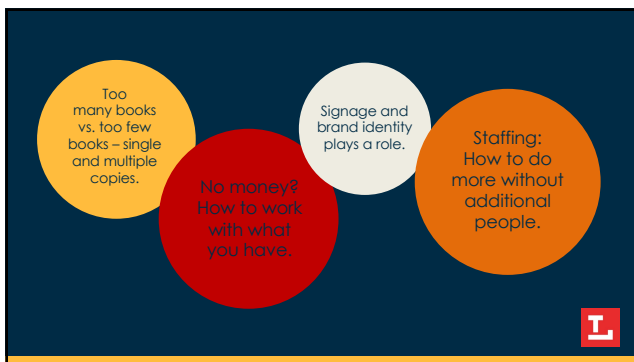 Too
many books
vs. too few
books – single
and multiple
copies.
No money?
How to work
with what
you have.
Signage and
brand identity
plays a role.
Staffing:
How to do
more without
additional
people.